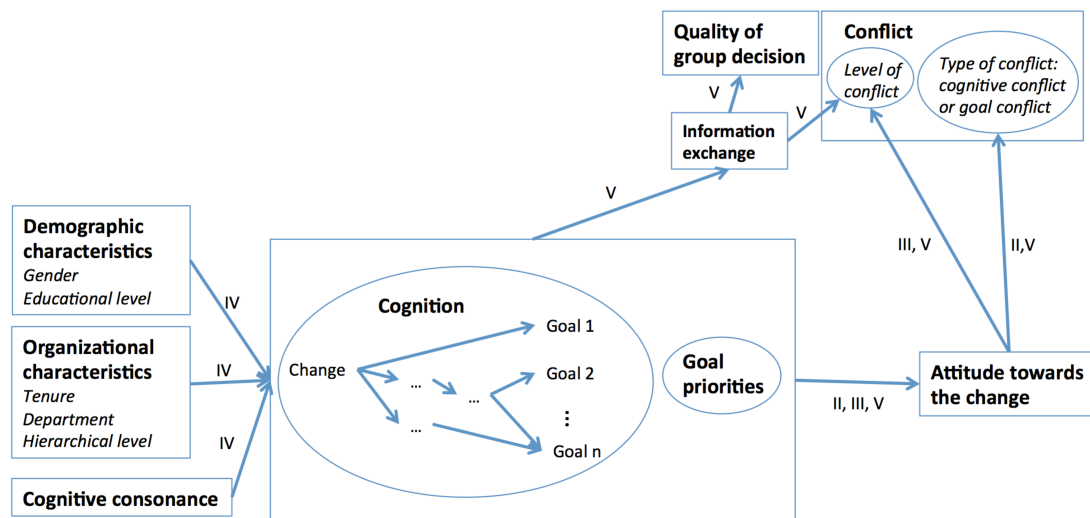 Quality of
group decision
Conflict
Level of
conflict
Type of conflict:
cognitive conflict
or goal conflict
V
V
Information
exchange
V
III, V
II,V
Demographic
characteristics
Gender
Educational level
IV
Organizational
characteristics
Tenure
Department
Hierarchical level
IV
IV
Cognitive consonance
Cognition
Change
...
...
...
Goal 1
Goal 2
...
Goal n
Goal
priorities
II, III, V
Attitude towards
the change